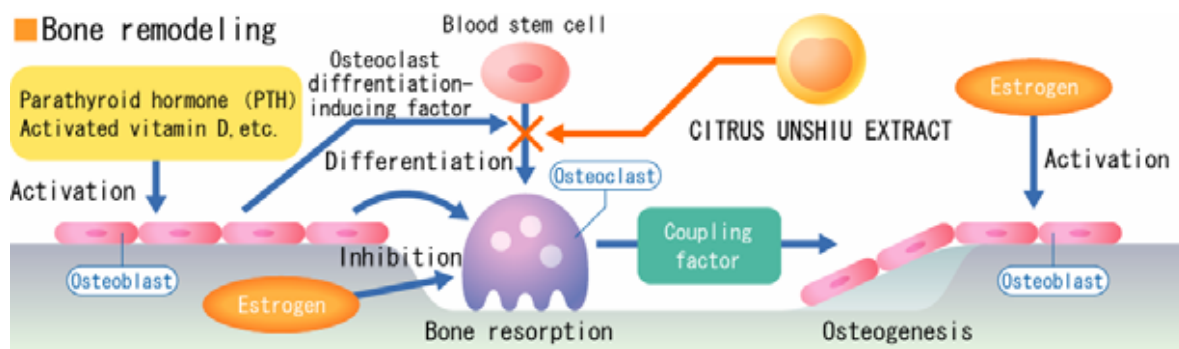 ■Bone remodeling
Parathyroid hormone (PTH)
Activated vitamin D, etc.
Activation
Osteoblast
Osteoclast
diffrentiation-
inducing factor
Blood stem cell
Differentiation
CITRUS UNSHIU EXTRACT
Inhibition
Estrogen
Osteoclast
Bone resorption
Coupling
factor
Estrogen
Activation
Osteoblast
Osteogenesis